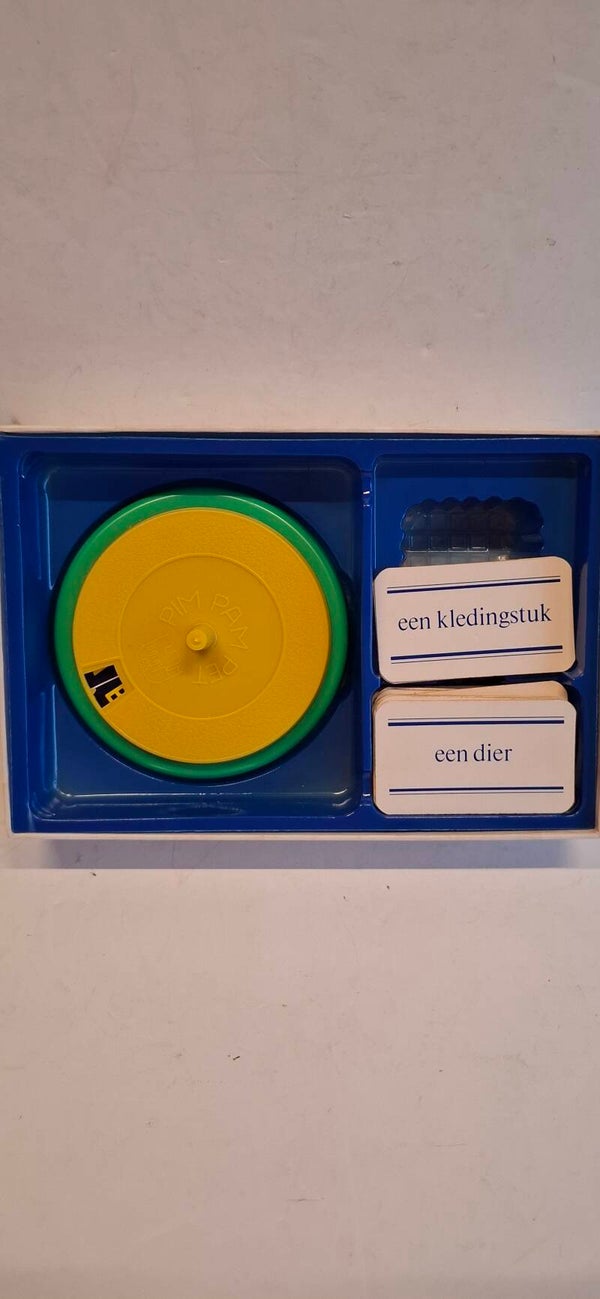 PIM PAM PET
een kledingstuk
een dier